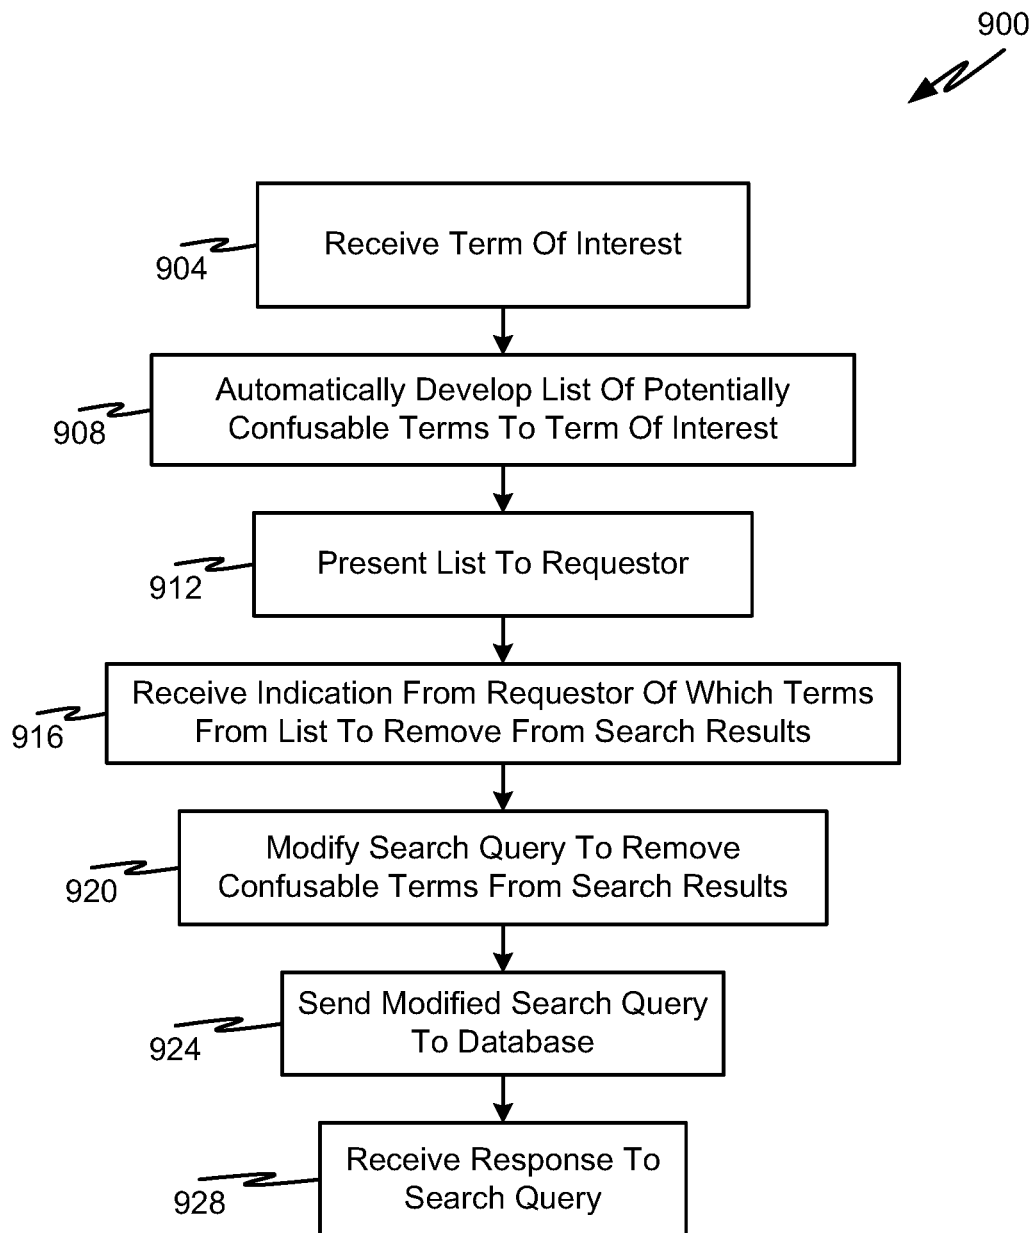 900
Receive Term Of Interest
904
Automatically Develop List Of Potentially
Confusable Terms To Term Of Interest
908
Present List To Requestor
912
Receive Indication From Requestor Of Which Terms
From List To Remove From Search Results
916
Modify Search Query To Remove
Confusable Terms From Search Results
920
Send Modified Search Query
To Database
924
Receive Response To
Search Query
928